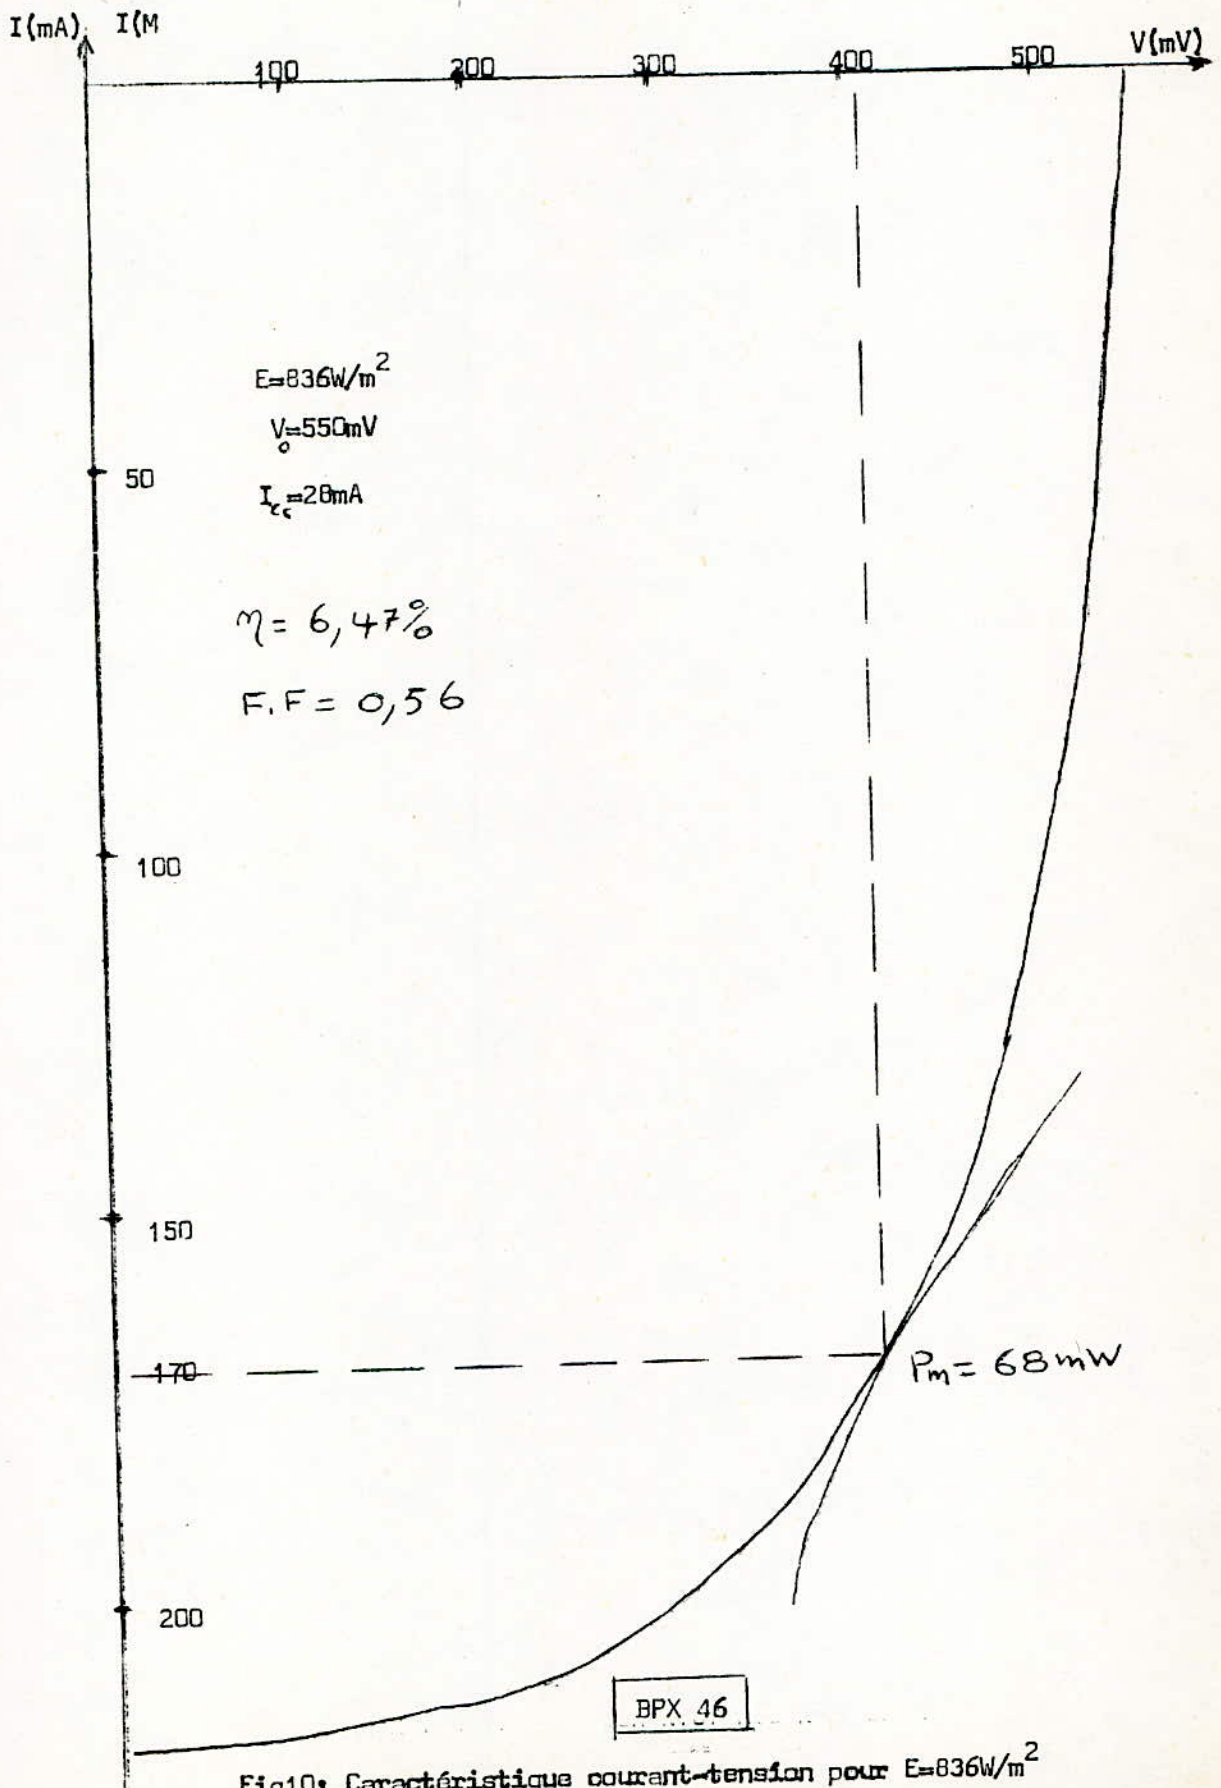 I(mA) I(M
V(mV)
100 200 300 400 500
E=836W/m²
V₀=550mV
50
Icc=28mA
η= 6,47%
F.F= 0,56
100
150
170
Pm= 68mW
200
BPX 46
Fig10: Caractéristique courant-tension pour E=836W/m²